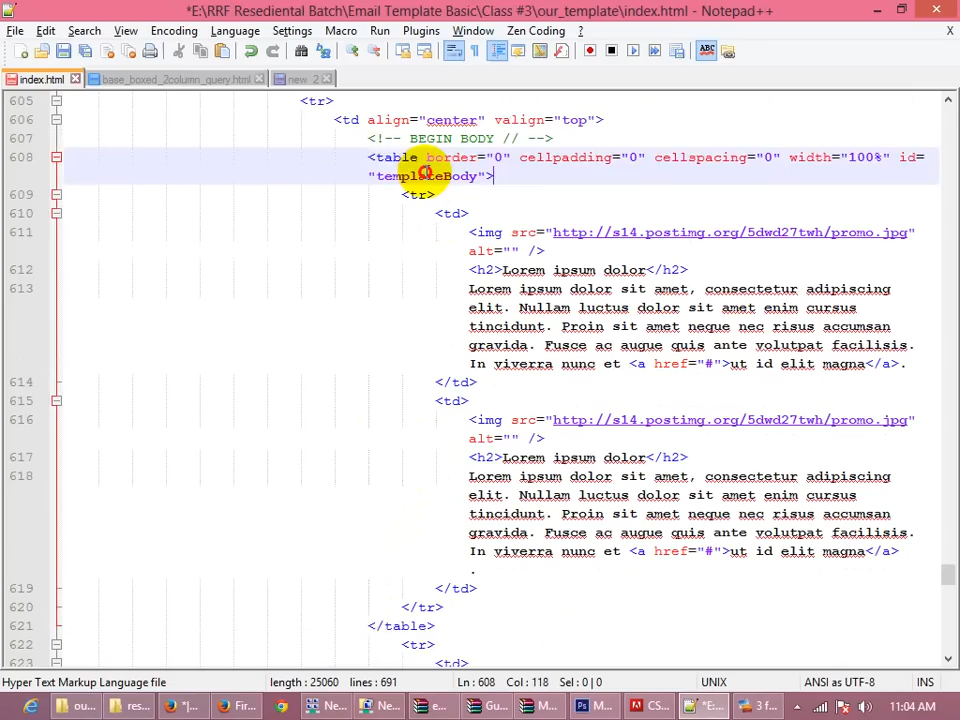 *E:\RRF Resediental Batch\Email Template Basic\Class #3\our_template\index.html - Notepad++
File Edit Search View Encoding Language Settings Macro Run Plugins Window Zen Coding ? X
index.html base_boxed_2column_query.html new 2
605 <tr>
606 <td align="center" valign="top">
607 <!-- BEGIN BODY // -->
608 <table border="0" cellpadding="0" cellspacing="0" width="100%" id=
"templateBody">
609 <tr>
610 <td>
611 <img src="http://s14.postimg.org/5dwd27twh/promo.jpg"
alt="" />
612 <h2>Lorem ipsum dolor</h2>
613 Lorem ipsum dolor sit amet, consectetur adipiscing
elit. Nullam luctus dolor sit amet enim cursus
tincidunt. Proin sit amet neque nec risus accumsan
gravida. Fusce ac augue quis ante volutpat facilisis.
In viverra nunc et <a href="#">ut id elit magna</a>.
614 </td>
615 <td>
616 <img src="http://s14.postimg.org/5dwd27twh/promo.jpg"
alt="" />
617 <h2>Lorem ipsum dolor</h2>
618 Lorem ipsum dolor sit amet, consectetur adipiscing
elit. Nullam luctus dolor sit amet enim cursus
tincidunt. Proin sit amet neque nec risus accumsan
gravida. Fusce ac augue quis ante volutpat facilisis.
In viverra nunc et <a href="#">ut id elit magna</a>
.
619 </td>
620 </tr>
621 </table>
622 <tr>
623 <td>
Hyper Text Markup Language file length : 25060 lines : 691 Ln : 608 Col : 118 Sel : 0 | 0 UNIX ANSI as UTF-8 INS
ou... res... *|... Fir... Ne... Ne... e... Gu... M... M... CS... *E:... 3 f... 11:04 AM